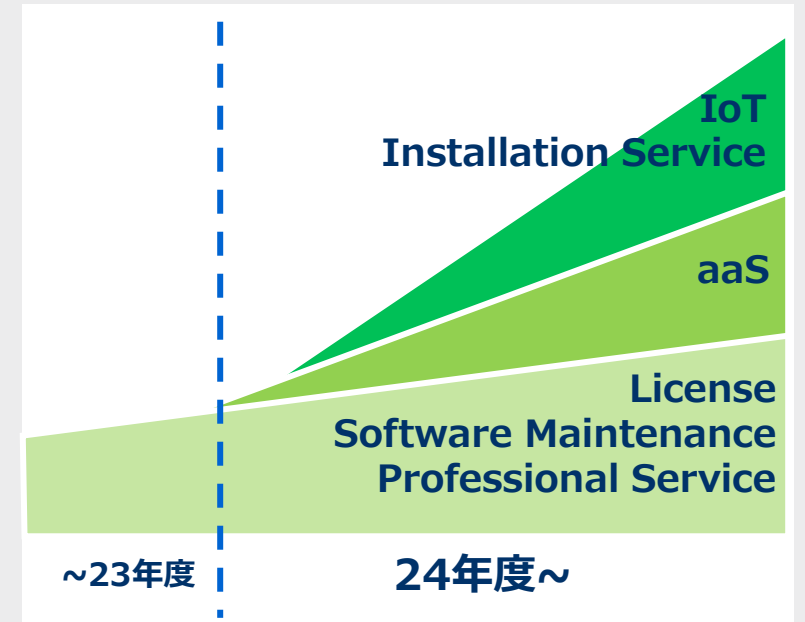 IoT
Installation Service
aaS
License
Software Maintenance
Professional Service
~23年度
24年度~